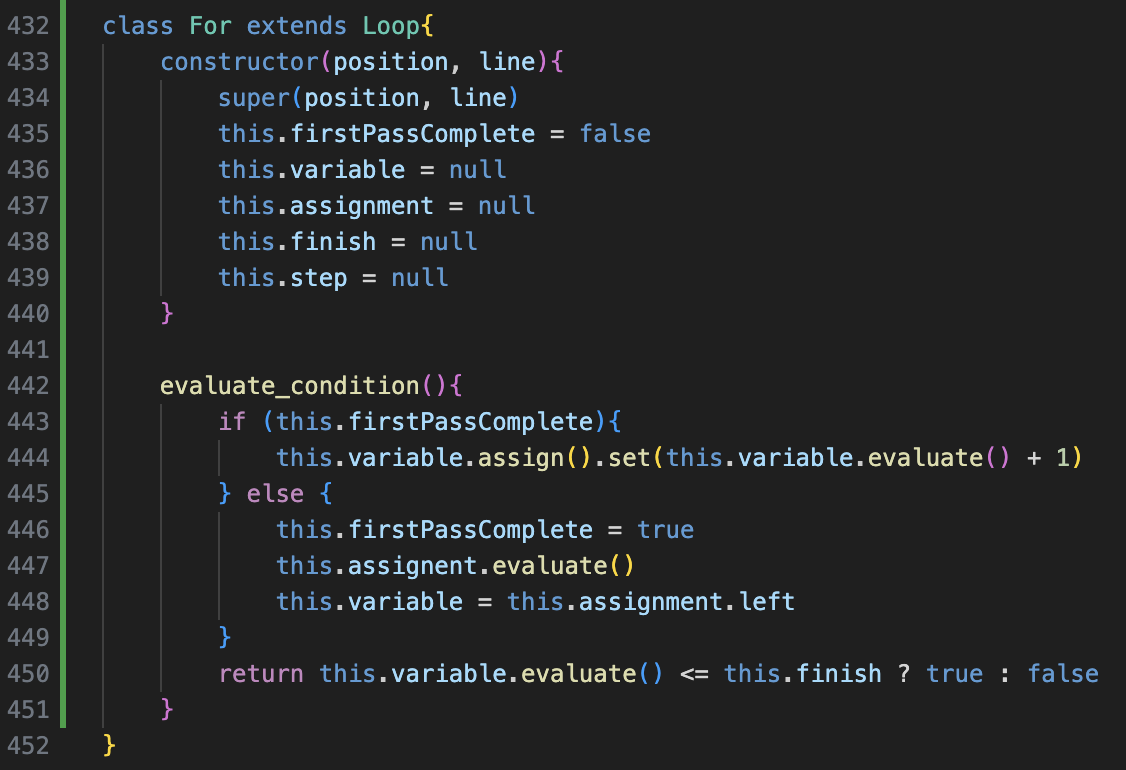 432 class For extends Loop{
433     constructor(position, line){
434         super(position, line)
435         this.firstPassComplete = false
436         this.variable = null
437         this.assignment = null
438         this.finish = null
439         this.step = null
440     }
441
442     evaluate_condition(){
443         if (this.firstPassComplete){
444             this.variable.assign().set(this.variable.evaluate() + 1)
445         } else {
446             this.firstPassComplete = true
447             this.assignent.evaluate()
448             this.variable = this.assignment.left
449         }
450         return this.variable.evaluate() <= this.finish ? true : false
451     }
452 }